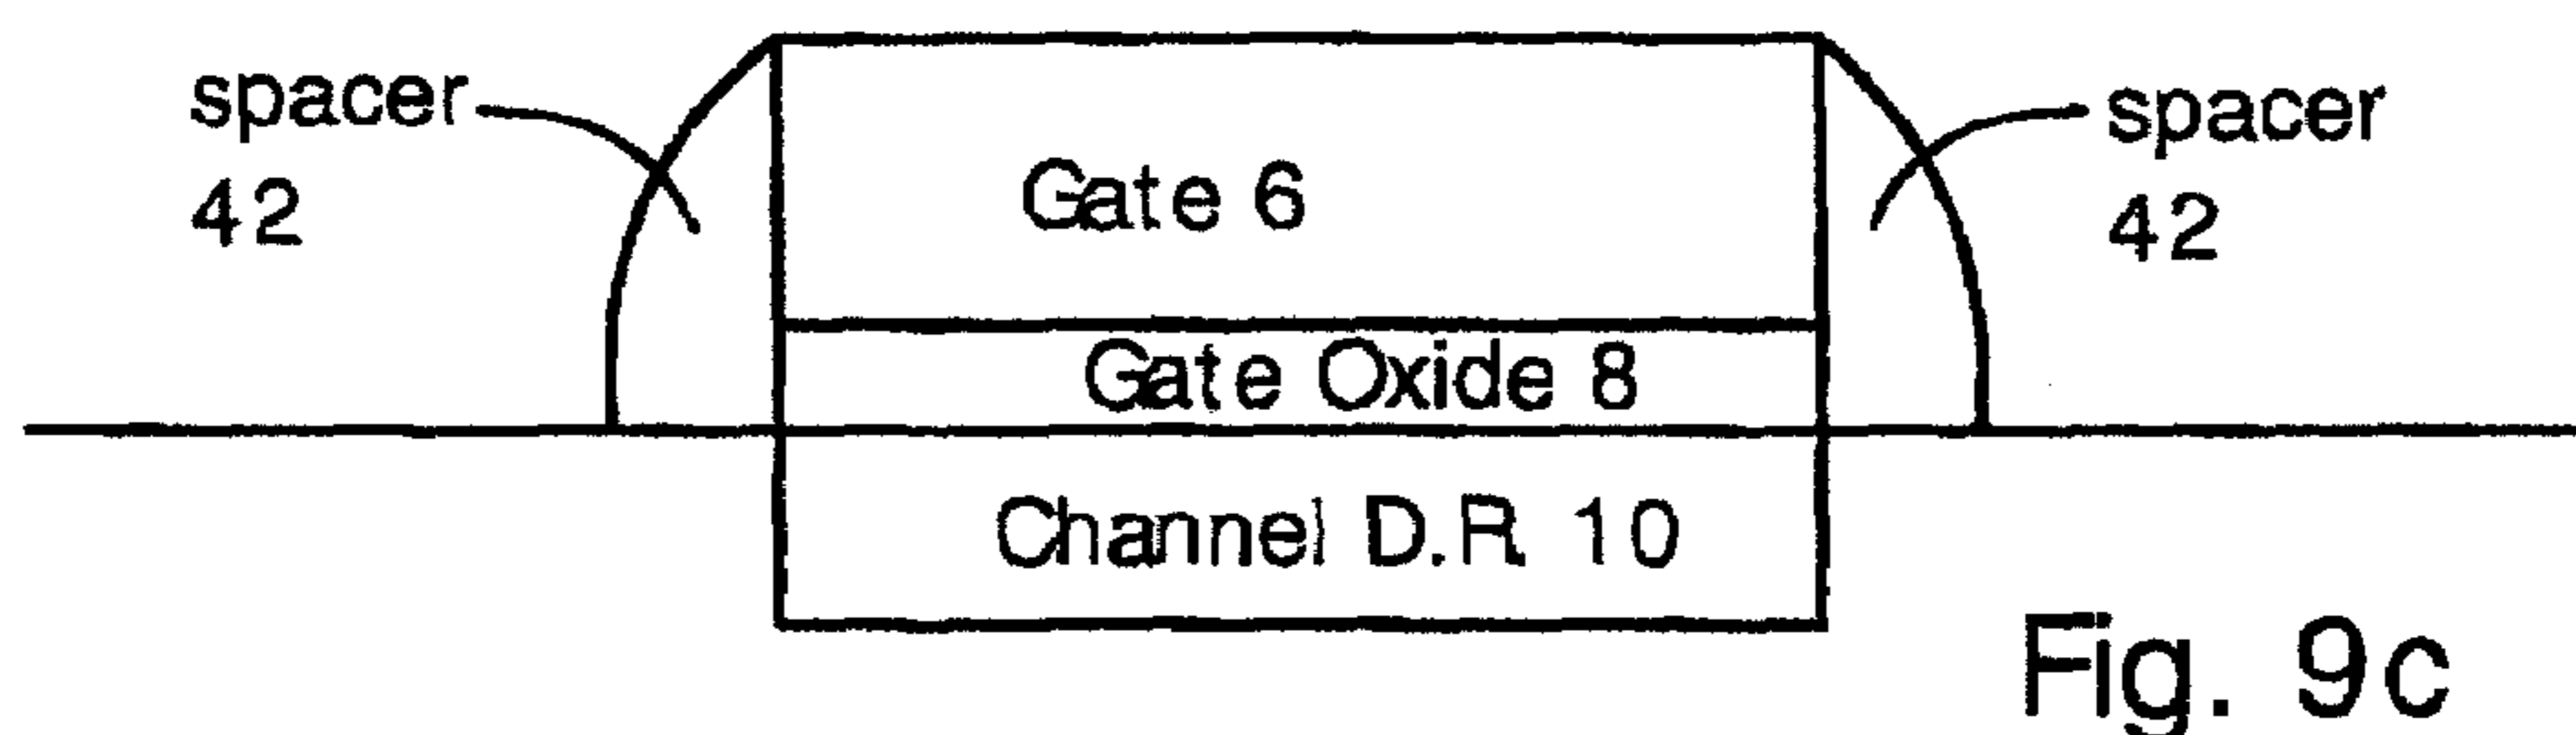 spacer
42
Gate 6
spacer
42
Gate Oxide 8
Channel D.R. 10
Fig. 9c